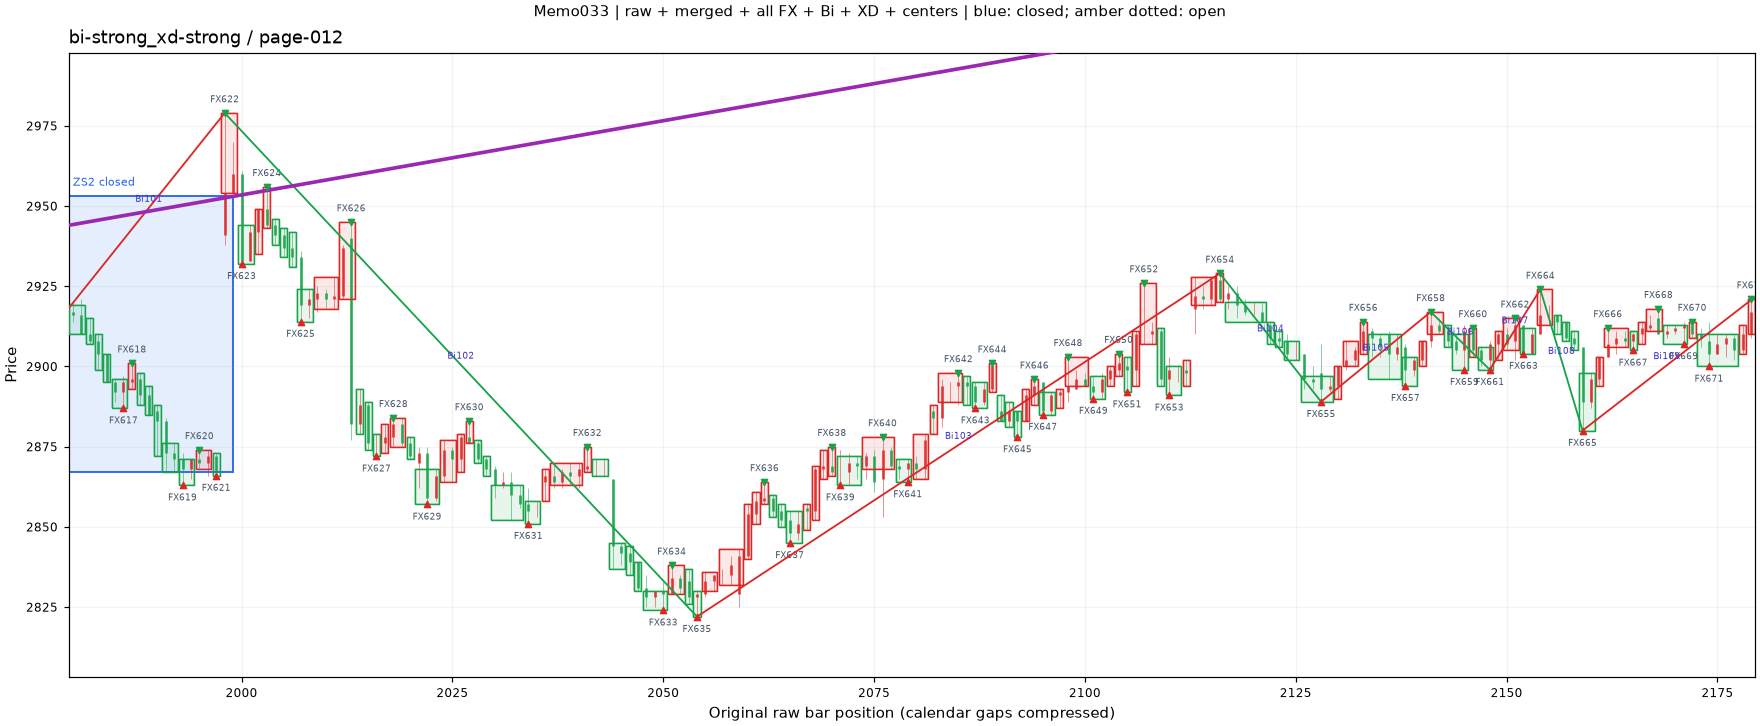 Memo033 | raw + merged + all FX + Bi + XD + centers | blue: closed; amber dotted: open
bi-strong_xd-strong / page-012
ZS2 closed
Bi101
FX622
FX624
FX626
FX623
FX625
FX618
FX617
FX620
FX619
FX621
Bi102
FX628
FX627
FX630
FX629
FX632
FX631
FX634
FX633
FX635
FX636
FX637
FX638
FX639
FX640
FX641
FX642
FX643
FX644
FX645
Bi103
FX646
FX647
FX648
FX649
FX650
FX651
FX652
FX653
FX654
Bi104
FX655
FX656
FX657
FX658
FX660
FX659
FX661
FX662
Bi107
FX663
FX664
Bi108
FX665
FX666
FX667
FX668
FX669
FX670
FX671
Price
2975
2950
2925
2900
2875
2850
2825
2000
2025
2050
2075
2100
2125
2150
2175
Original raw bar position (calendar gaps compressed)